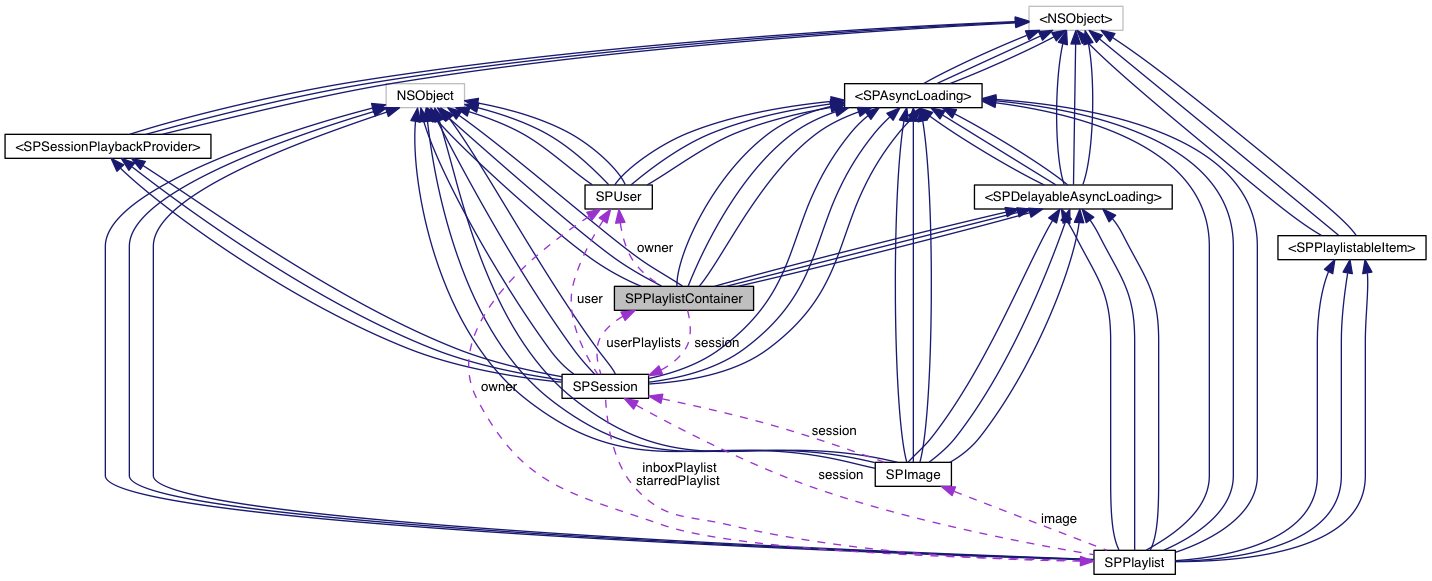 <NSObject>
NSObject
<SPAsyncLoading>
<SPSessionPlaybackProvider>
SPUser
<SPDelayableAsyncLoading>
owner
<SPPlaylistableItem>
SPPlaylistContainer
user
userPlaylists
session
SPSession
owner
session
SPImage
inboxPlaylist
starredPlaylist
session
image
SPPlaylist